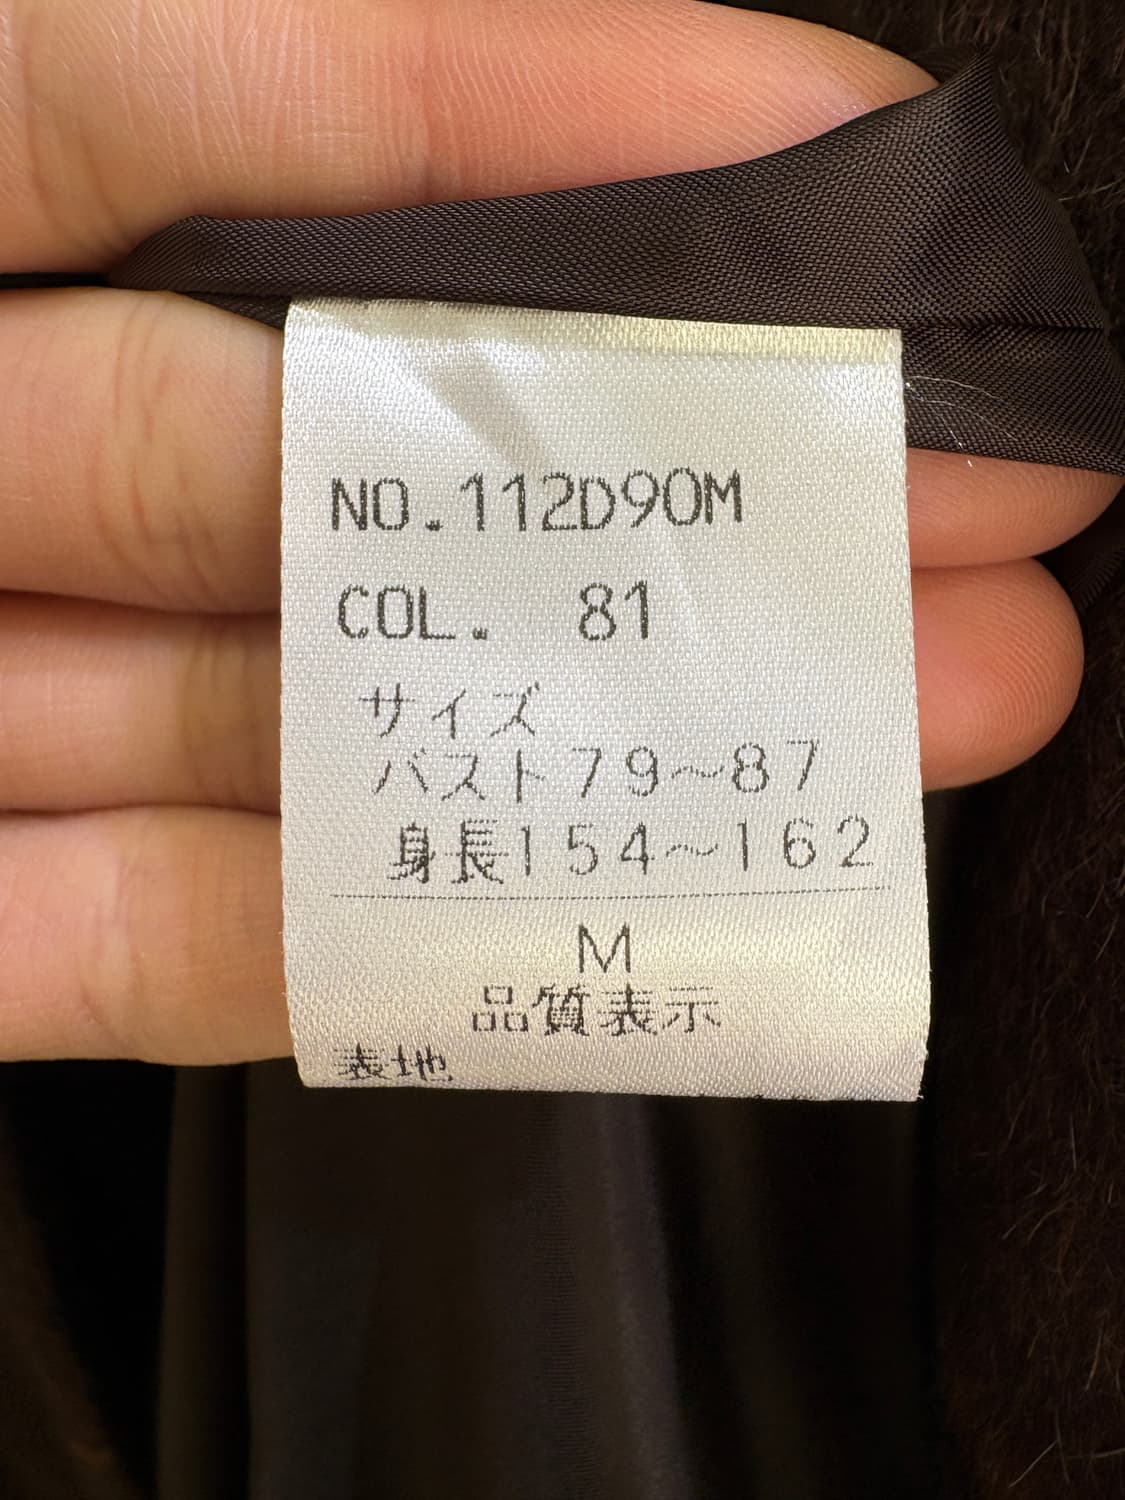 NO.112D90M
COL. 81
サイズ
バスト79～87
身長154～162
M
品質表示
表地